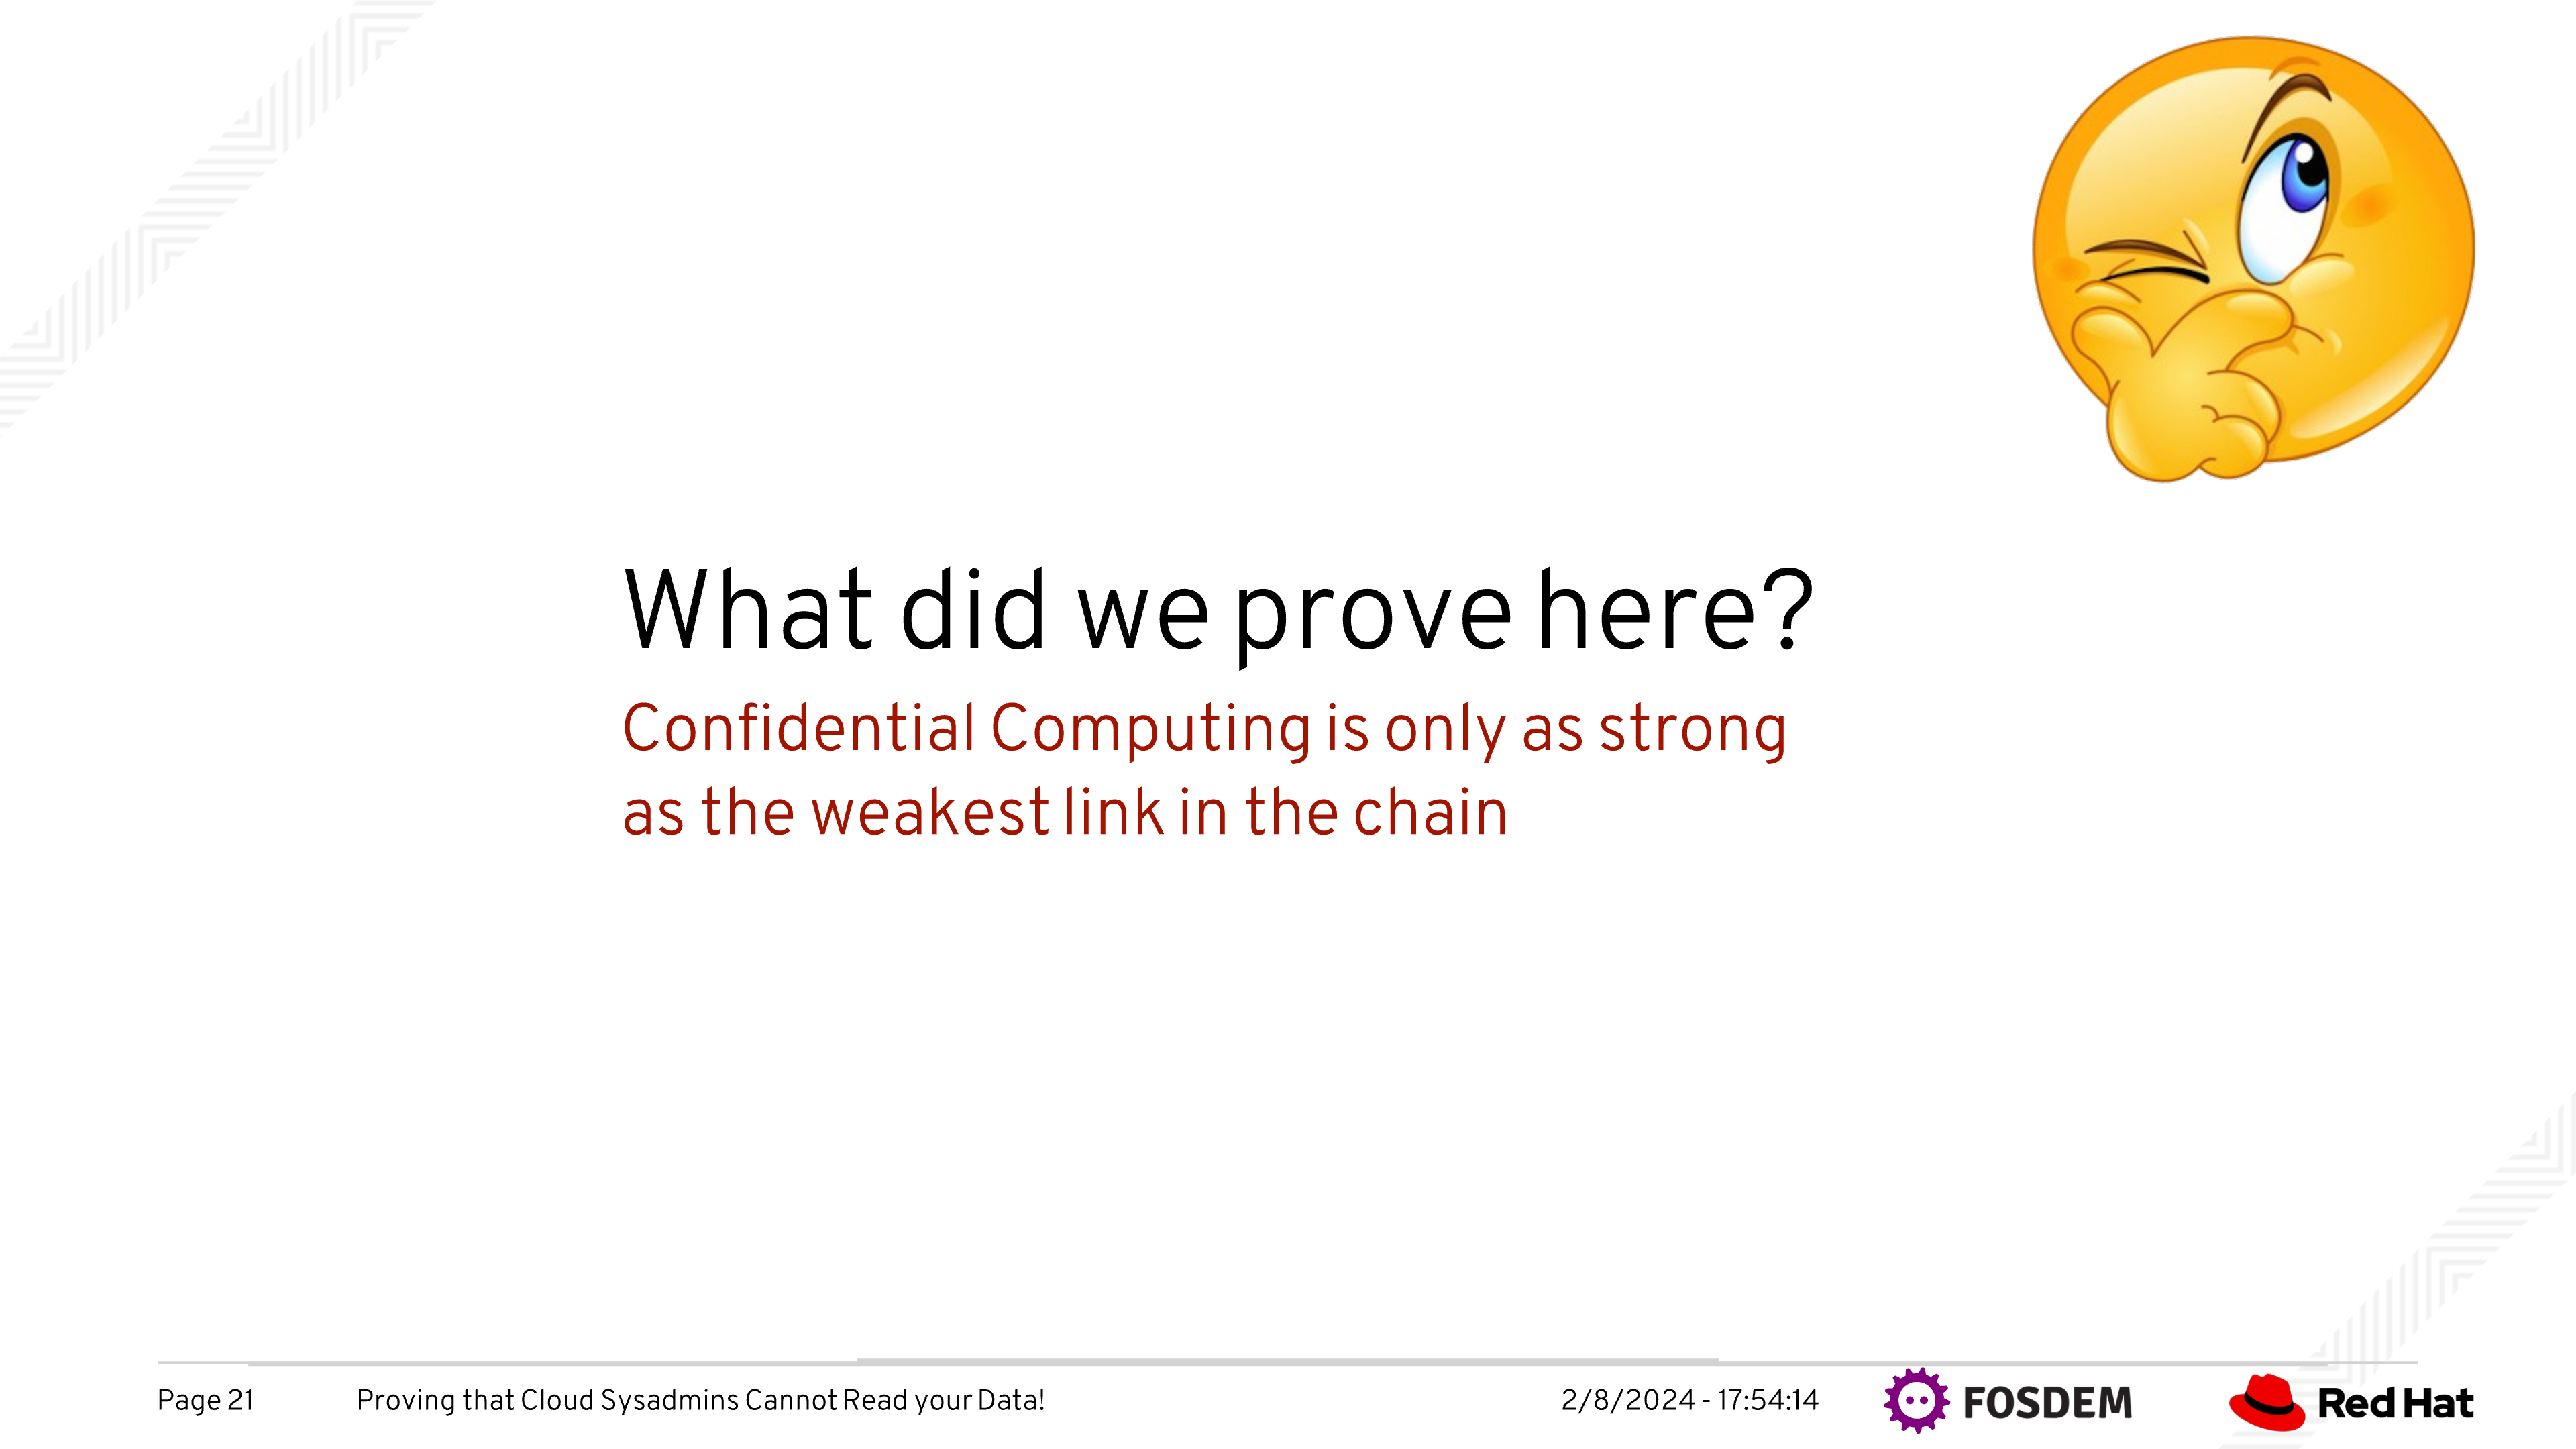 What did we prove here?
Confidential Computing is only as strong
as the weakest link in the chain
Page 21
Proving that Cloud Sysadmins Cannot Read your Data!
2/8/2024 - 17:54:14
FOSDEM
Red Hat